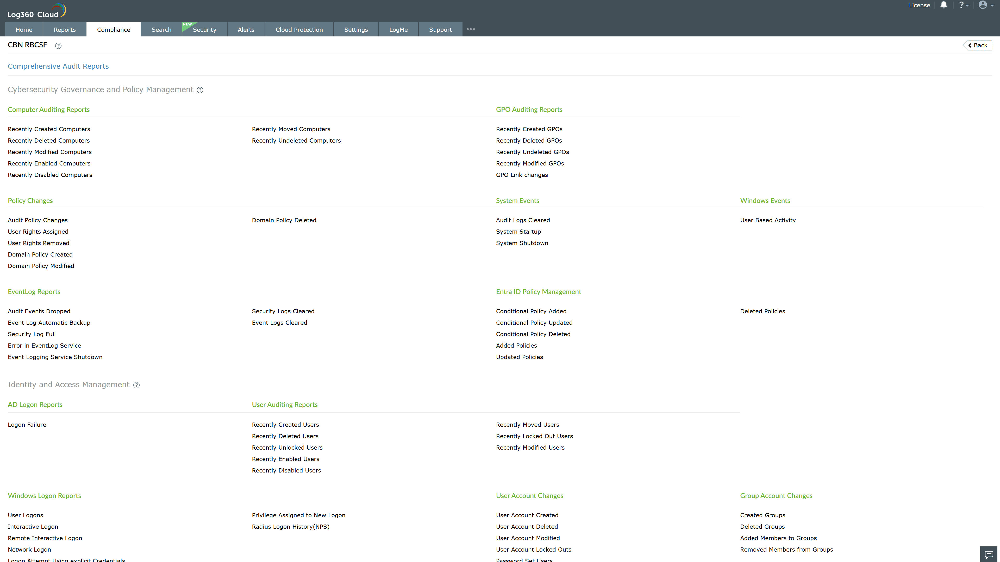 Log360 Cloud
License
?
Home
Reports
Compliance
Search
NEW
Security
Alerts
Cloud Protection
Settings
LogMe
Support
CBN RBCSF ?
Back
Comprehensive Audit Reports
Cybersecurity Governance and Policy Management ?
Computer Auditing Reports
Recently Created Computers
Recently Deleted Computers
Recently Modified Computers
Recently Enabled Computers
Recently Disabled Computers
Recently Moved Computers
Recently Undeleted Computers
GPO Auditing Reports
Recently Created GPOs
Recently Deleted GPOs
Recently Undeleted GPOs
Recently Modified GPOs
GPO Link changes
Policy Changes
Audit Policy Changes
User Rights Assigned
User Rights Removed
Domain Policy Created
Domain Policy Modified
Domain Policy Deleted
System Events
Audit Logs Cleared
System Startup
System Shutdown
Windows Events
User Based Activity
EventLog Reports
Audit Events Dropped
Event Log Automatic Backup
Security Log Full
Error in EventLog Service
Event Logging Service Shutdown
Security Logs Cleared
Event Logs Cleared
Entra ID Policy Management
Conditional Policy Added
Conditional Policy Updated
Conditional Policy Deleted
Added Policies
Updated Policies
Deleted Policies
Identity and Access Management ?
AD Logon Reports
Logon Failure
User Auditing Reports
Recently Created Users
Recently Deleted Users
Recently Unlocked Users
Recently Enabled Users
Recently Disabled Users
Recently Moved Users
Recently Locked Out Users
Recently Modified Users
Windows Logon Reports
User Logons
Interactive Logon
Remote Interactive Logon
Network Logon
Logon Attempt Using explicit Credentials
Privilege Assigned to New Logon
Radius Logon History(NPS)
User Account Changes
User Account Created
User Account Deleted
User Account Modified
User Account Locked Outs
Password Set Users
Group Account Changes
Created Groups
Deleted Groups
Added Members to Groups
Removed Members from Groups